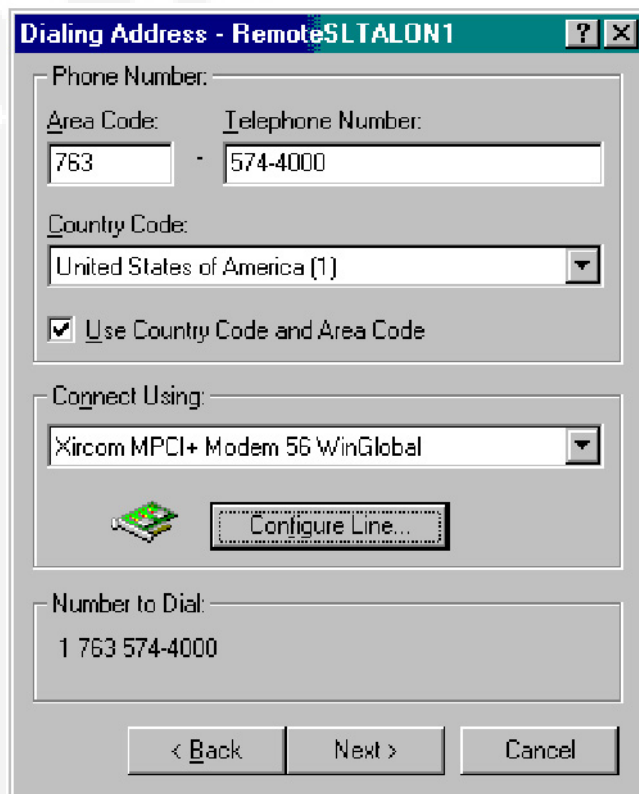 Dialing Address - RemoteSLTALON1
Phone Number:
Area Code: Telephone Number:
763 - 574-4000
Country Code:
United States of America (1)
Use Country Code and Area Code
Connect Using:
Xircom MPCI+ Modem 56 WinGlobal
Configure Line...
Number to Dial:
1 763 574-4000
< Back Next > Cancel